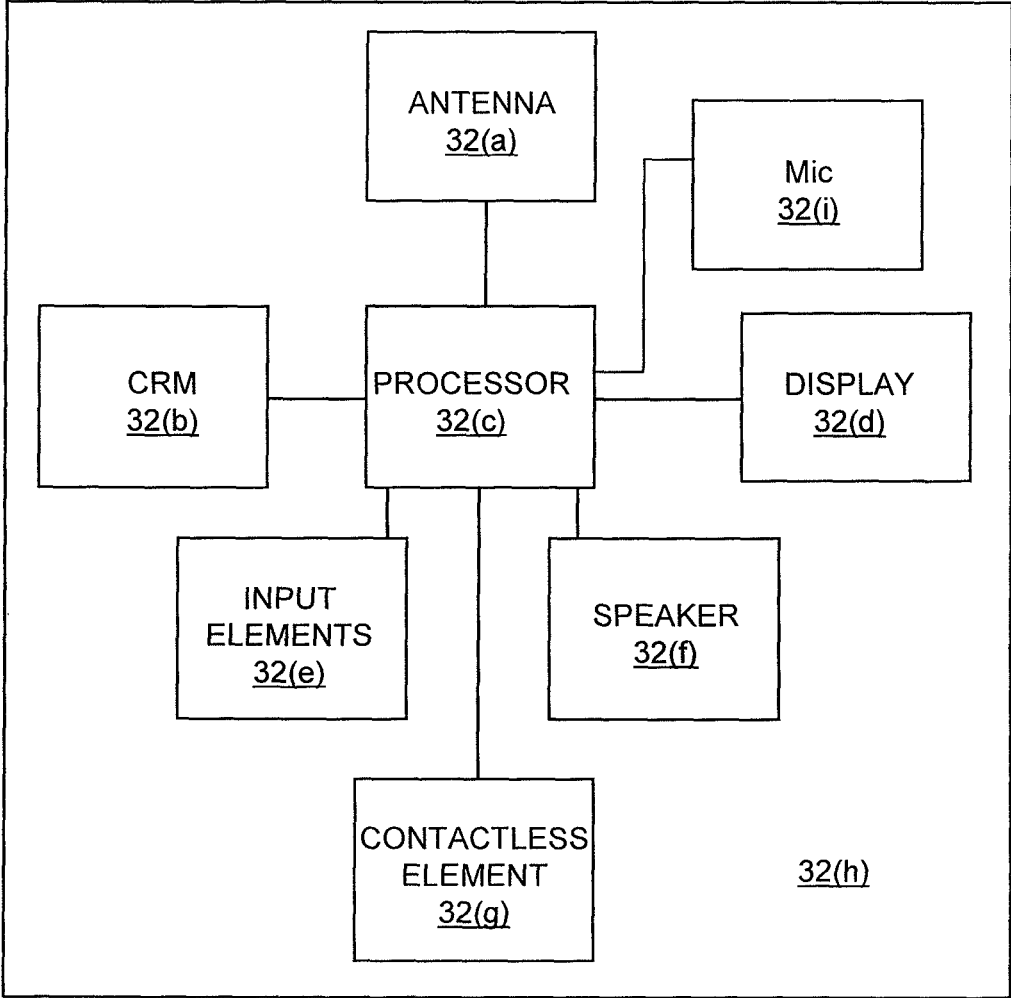 ANTENNA
32(a)
Mic
32(i)
CRM
32(b)
PROCESSOR
32(c)
DISPLAY
32(d)
INPUT
ELEMENTS
32(e)
SPEAKER
32(f)
CONTACTLESS
ELEMENT
32(g)
32(h)